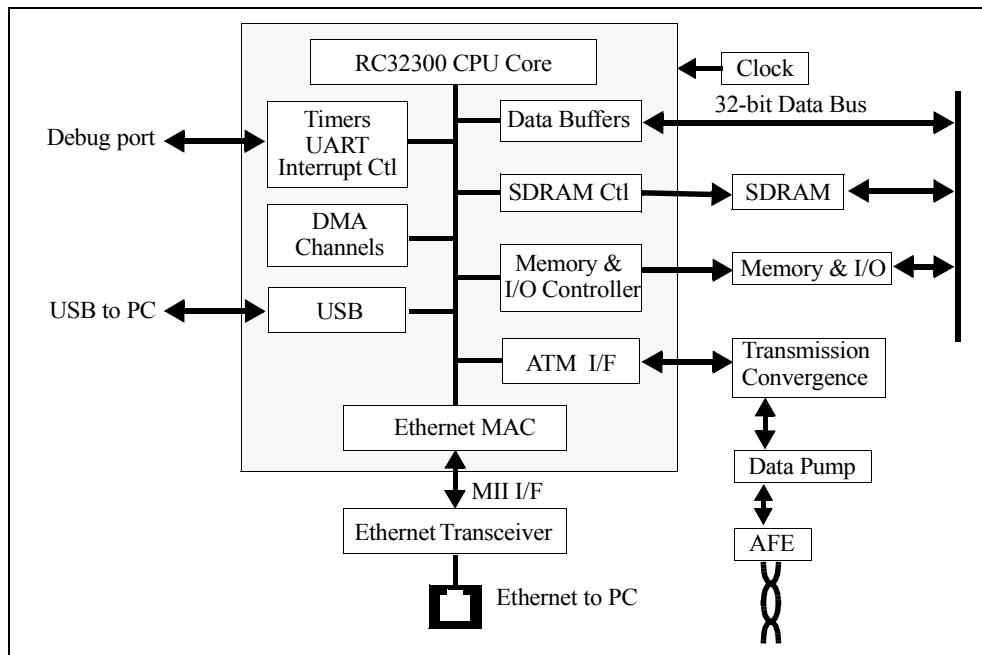 RC32300 CPU Core
Clock
32-bit Data Bus
Debug port
Timers
UART
Interrupt Ctl
Data Buffers
SDRAM Ctl
SDRAM
DMA
Channels
Memory &
I/O Controller
Memory & I/O
USB to PC
USB
ATM I/F
Transmission
Convergence
Ethernet MAC
Data Pump
MII I/F
Ethernet Transceiver
AFE
Ethernet to PC